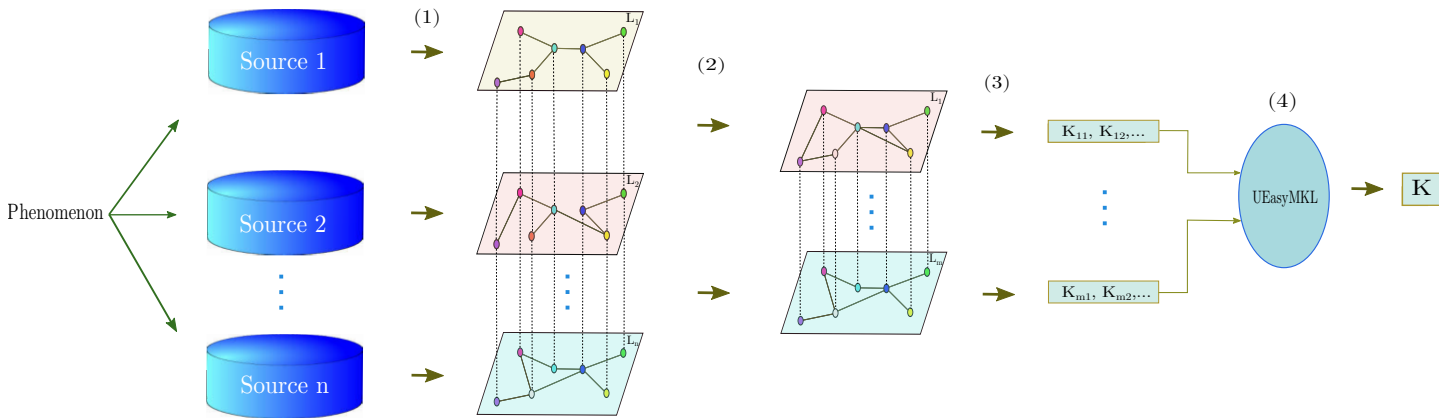 Phenomenon
Source 1
Source 2
Source n
(1)
L1
L2
Ln
(2)
L1
Lm
(3)
K11, K12,...
Km1, Km2,...
(4)
UEasyMKL
K